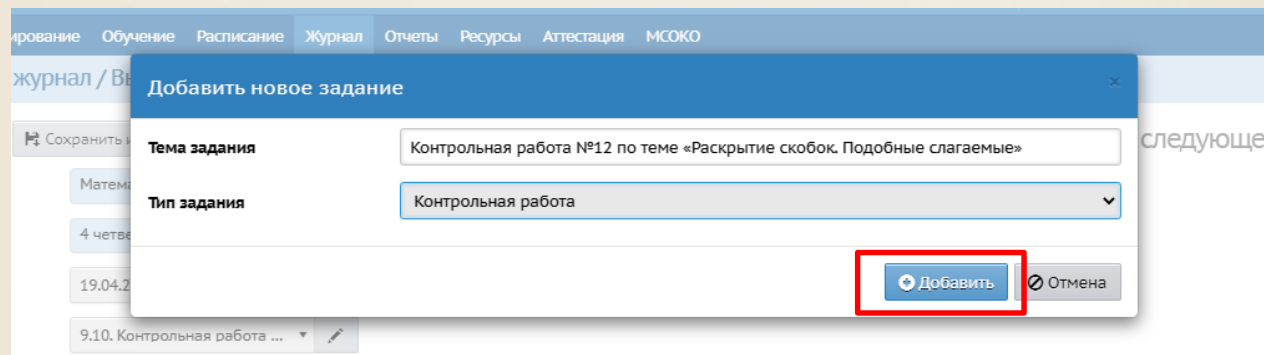 ирование Обучение Расписание Журнал Отчеты Ресурсы Аттестация МСОКО
журнал / Вы
Добавить новое задание ×
Сохранить и следующе
Тема задания Контрольная работа №12 по теме «Раскрытие скобок. Подобные слагаемые»
Матема
Тип задания Контрольная работа
4 четве
19.04.2 Добавить Отмена
9.10. Контрольная работа ...